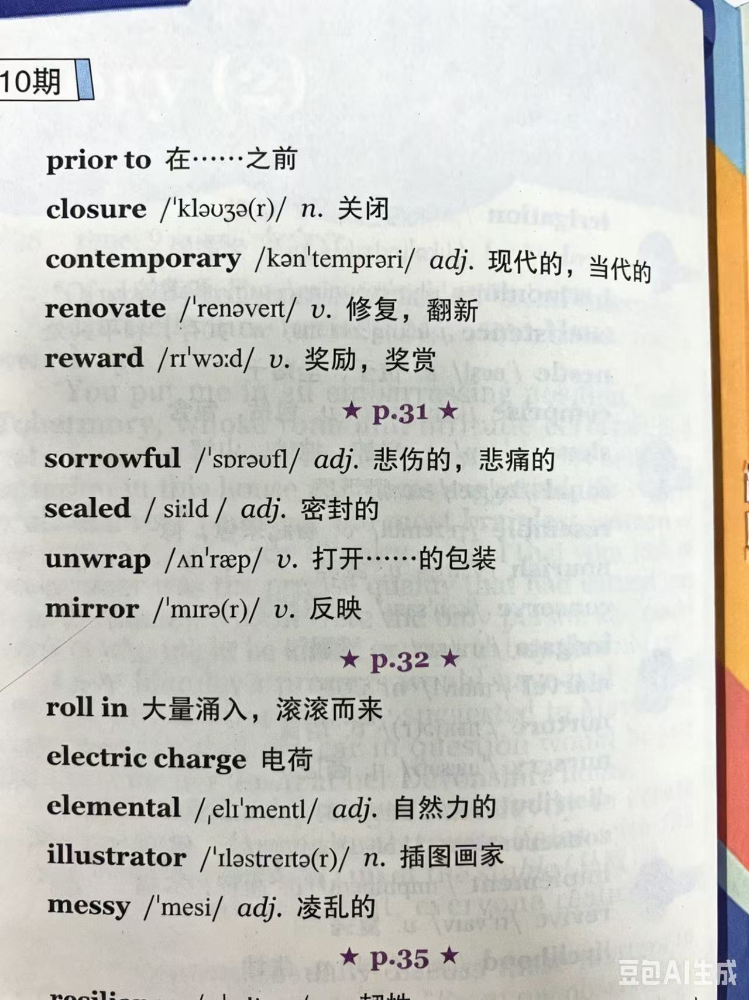 10期
prior to 在……之前
closure /ˈkləʊʒə(r)/ n. 关闭
contemporary /kənˈtemprəri/ adj. 现代的，当代的
renovate /ˈrenəveɪt/ v. 修复，翻新
reward /rɪˈwɔːd/ v. 奖励，奖赏
★ p.31 ★
sorrowful /ˈsɒrəʊfl/ adj. 悲伤的，悲痛的
sealed / siːld / adj. 密封的
unwrap /ʌnˈræp/ v. 打开……的包装
mirror /ˈmɪrə(r)/ v. 反映
★ p.32 ★
roll in 大量涌入，滚滚而来
electric charge 电荷
elemental /ˌelɪˈmentl/ adj. 自然力的
illustrator /ˈɪləstreɪtə(r)/ n. 插图画家
messy /ˈmesi/ adj. 凌乱的
★ p.35 ★
韧性
豆包AI生成